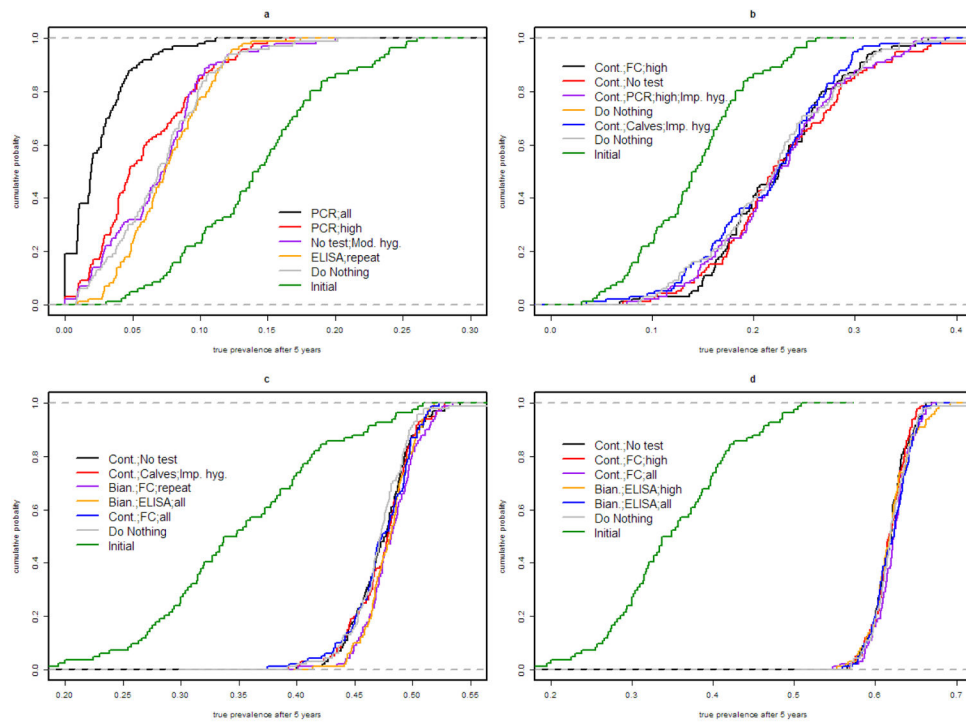 a
cumulative probality
1.0
0.8
0.6
0.4
0.2
0.0
PCR;all
PCR;high
No test;Mod. hyg.
ELISA;repeat
Do Nothing
Initial
0.00 0.05 0.10 0.15 0.20 0.25 0.30
true prevalence after 5 years
b
cumulative probality
1.0
0.8
0.6
0.4
0.2
0.0
Cont.;FC;high
Cont.;No test
Cont.;PCR;high;Imp. hyg.
Do Nothing
Cont.;Calves;Imp. hyg.
Do Nothing
Initial
0.0 0.1 0.2 0.3 0.4
true prevalence after 5 years
c
cumulative probality
1.0
0.8
0.6
0.4
0.2
0.0
Cont.;No test
Cont.;Calves;Imp. hyg.
Bian.;FC;repeat
Bian.;ELISA;all
Cont.;FC;all
Do Nothing
Initial
0.20 0.25 0.30 0.35 0.40 0.45 0.50 0.55
true prevalence after 5 years
d
cumulative probality
1.0
0.8
0.6
0.4
0.2
0.0
Cont.;No test
Cont.;FC;high
Cont.;FC;all
Bian.;ELISA;high
Bian.;ELISA;all
Do Nothing
Initial
0.2 0.3 0.4 0.5 0.6 0.7
true prevalence after 5 years